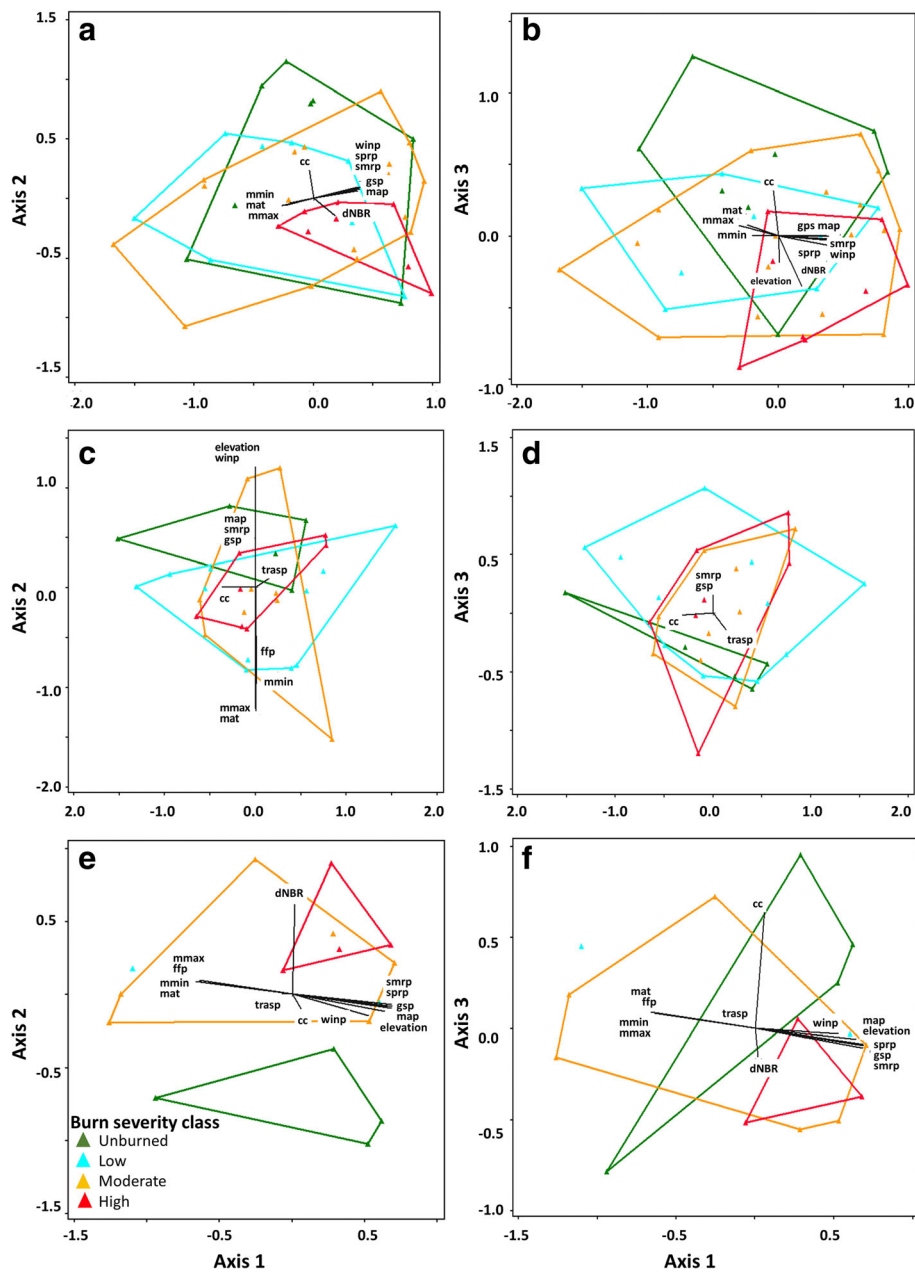 a
1.5
0.5
-0.5
-1.5
Axis 2
-2.0
-1.0
0.0
1.0
cc
winp
sprp
smrp
gsp
map
mmin
mat
mmax
dNBR
b
1.0
0.0
-1.0
Axis 3
-2.0
-1.0
0.0
1.0
cc
mat
mmax
mmin
gps map
smrp
sprp
winp
elevation
dNBR
c
1.0
0.0
-1.0
-2.0
Axis 2
-2.0
-1.0
0.0
1.0
2.0
elevation
winp
map
smrp
gsp
trasp
cc
ffp
mmin
mmax
mat
d
1.5
0.5
-0.5
-1.5
Axis 3
-2.0
-1.0
0.0
1.0
2.0
smrp
gsp
cc
trasp
e
0.5
-0.5
-1.5
Axis 2
-1.5
-0.5
0.5
Axis 1
dNBR
mmax
ffp
mmin
mat
trasp
cc
winp
smrp
sprp
gsp
map
elevation
Burn severity class
Unburned
Low
Moderate
High
f
1.0
0.5
0.0
-0.5
-1.0
Axis 3
-1.5
-0.5
0.5
Axis 1
cc
mat
ffp
mmin
mmax
trasp
winp
map
elevation
sprp
gsp
smrp
dNBR